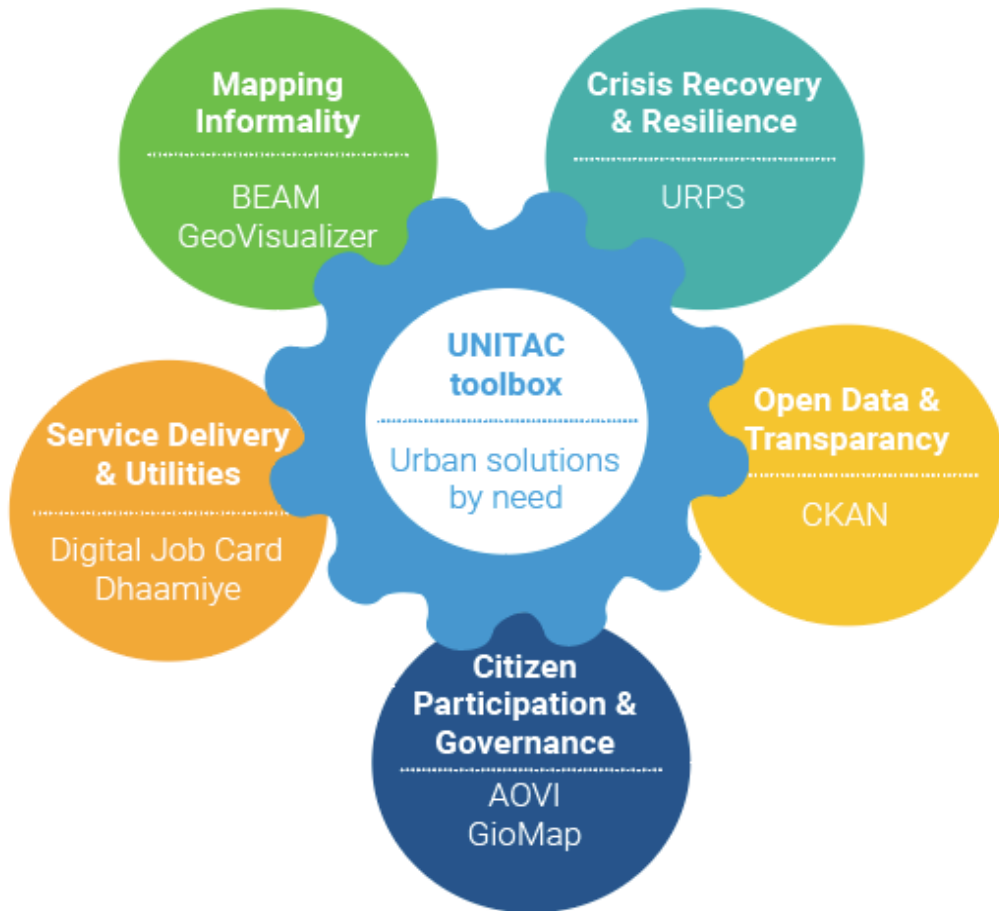 Mapping
Informality
BEAM
GeoVisualizer
Crisis Recovery
& Resilience
URPS
UNITAC
toolbox
Urban solutions
by need
Open Data &
Transparancy
CKAN
Service Delivery
& Utilities
Digital Job Card
Dhaamiye
Citizen
Participation &
Governance
AOVI
GioMap